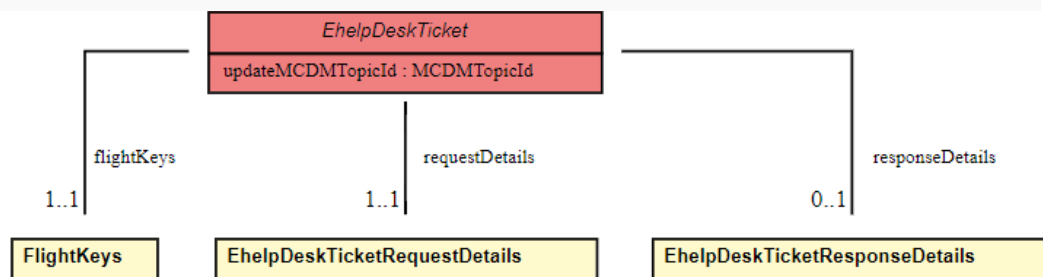 EhelpDeskTicket
updateMCDMTopicId : MCDMTopicId
flightKeys
requestDetails
responseDetails
1..1
1..1
0..1
FlightKeys
EhelpDeskTicketRequestDetails
EhelpDeskTicketResponseDetails